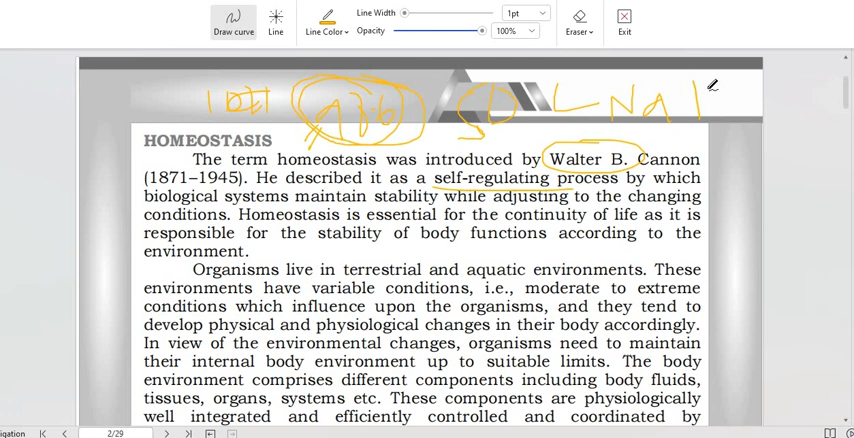 Draw curve Line Line Color Line Width 1pt Opacity 100% Eraser Exit
HOMEOSTASIS
The term homeostasis was introduced by Walter B. Cannon
(1871–1945). He described it as a self-regulating process by which
biological systems maintain stability while adjusting to the changing
conditions. Homeostasis is essential for the continuity of life as it is
responsible for the stability of body functions according to the
environment.
Organisms live in terrestrial and aquatic environments. These
environments have variable conditions, i.e., moderate to extreme
conditions which influence upon the organisms, and they tend to
develop physical and physiological changes in their body accordingly.
In view of the environmental changes, organisms need to maintain
their internal body environment up to suitable limits. The body
environment comprises different components including body fluids,
tissues, organs, systems etc. These components are physiologically
well integrated and efficiently controlled and coordinated by
igation 2/29